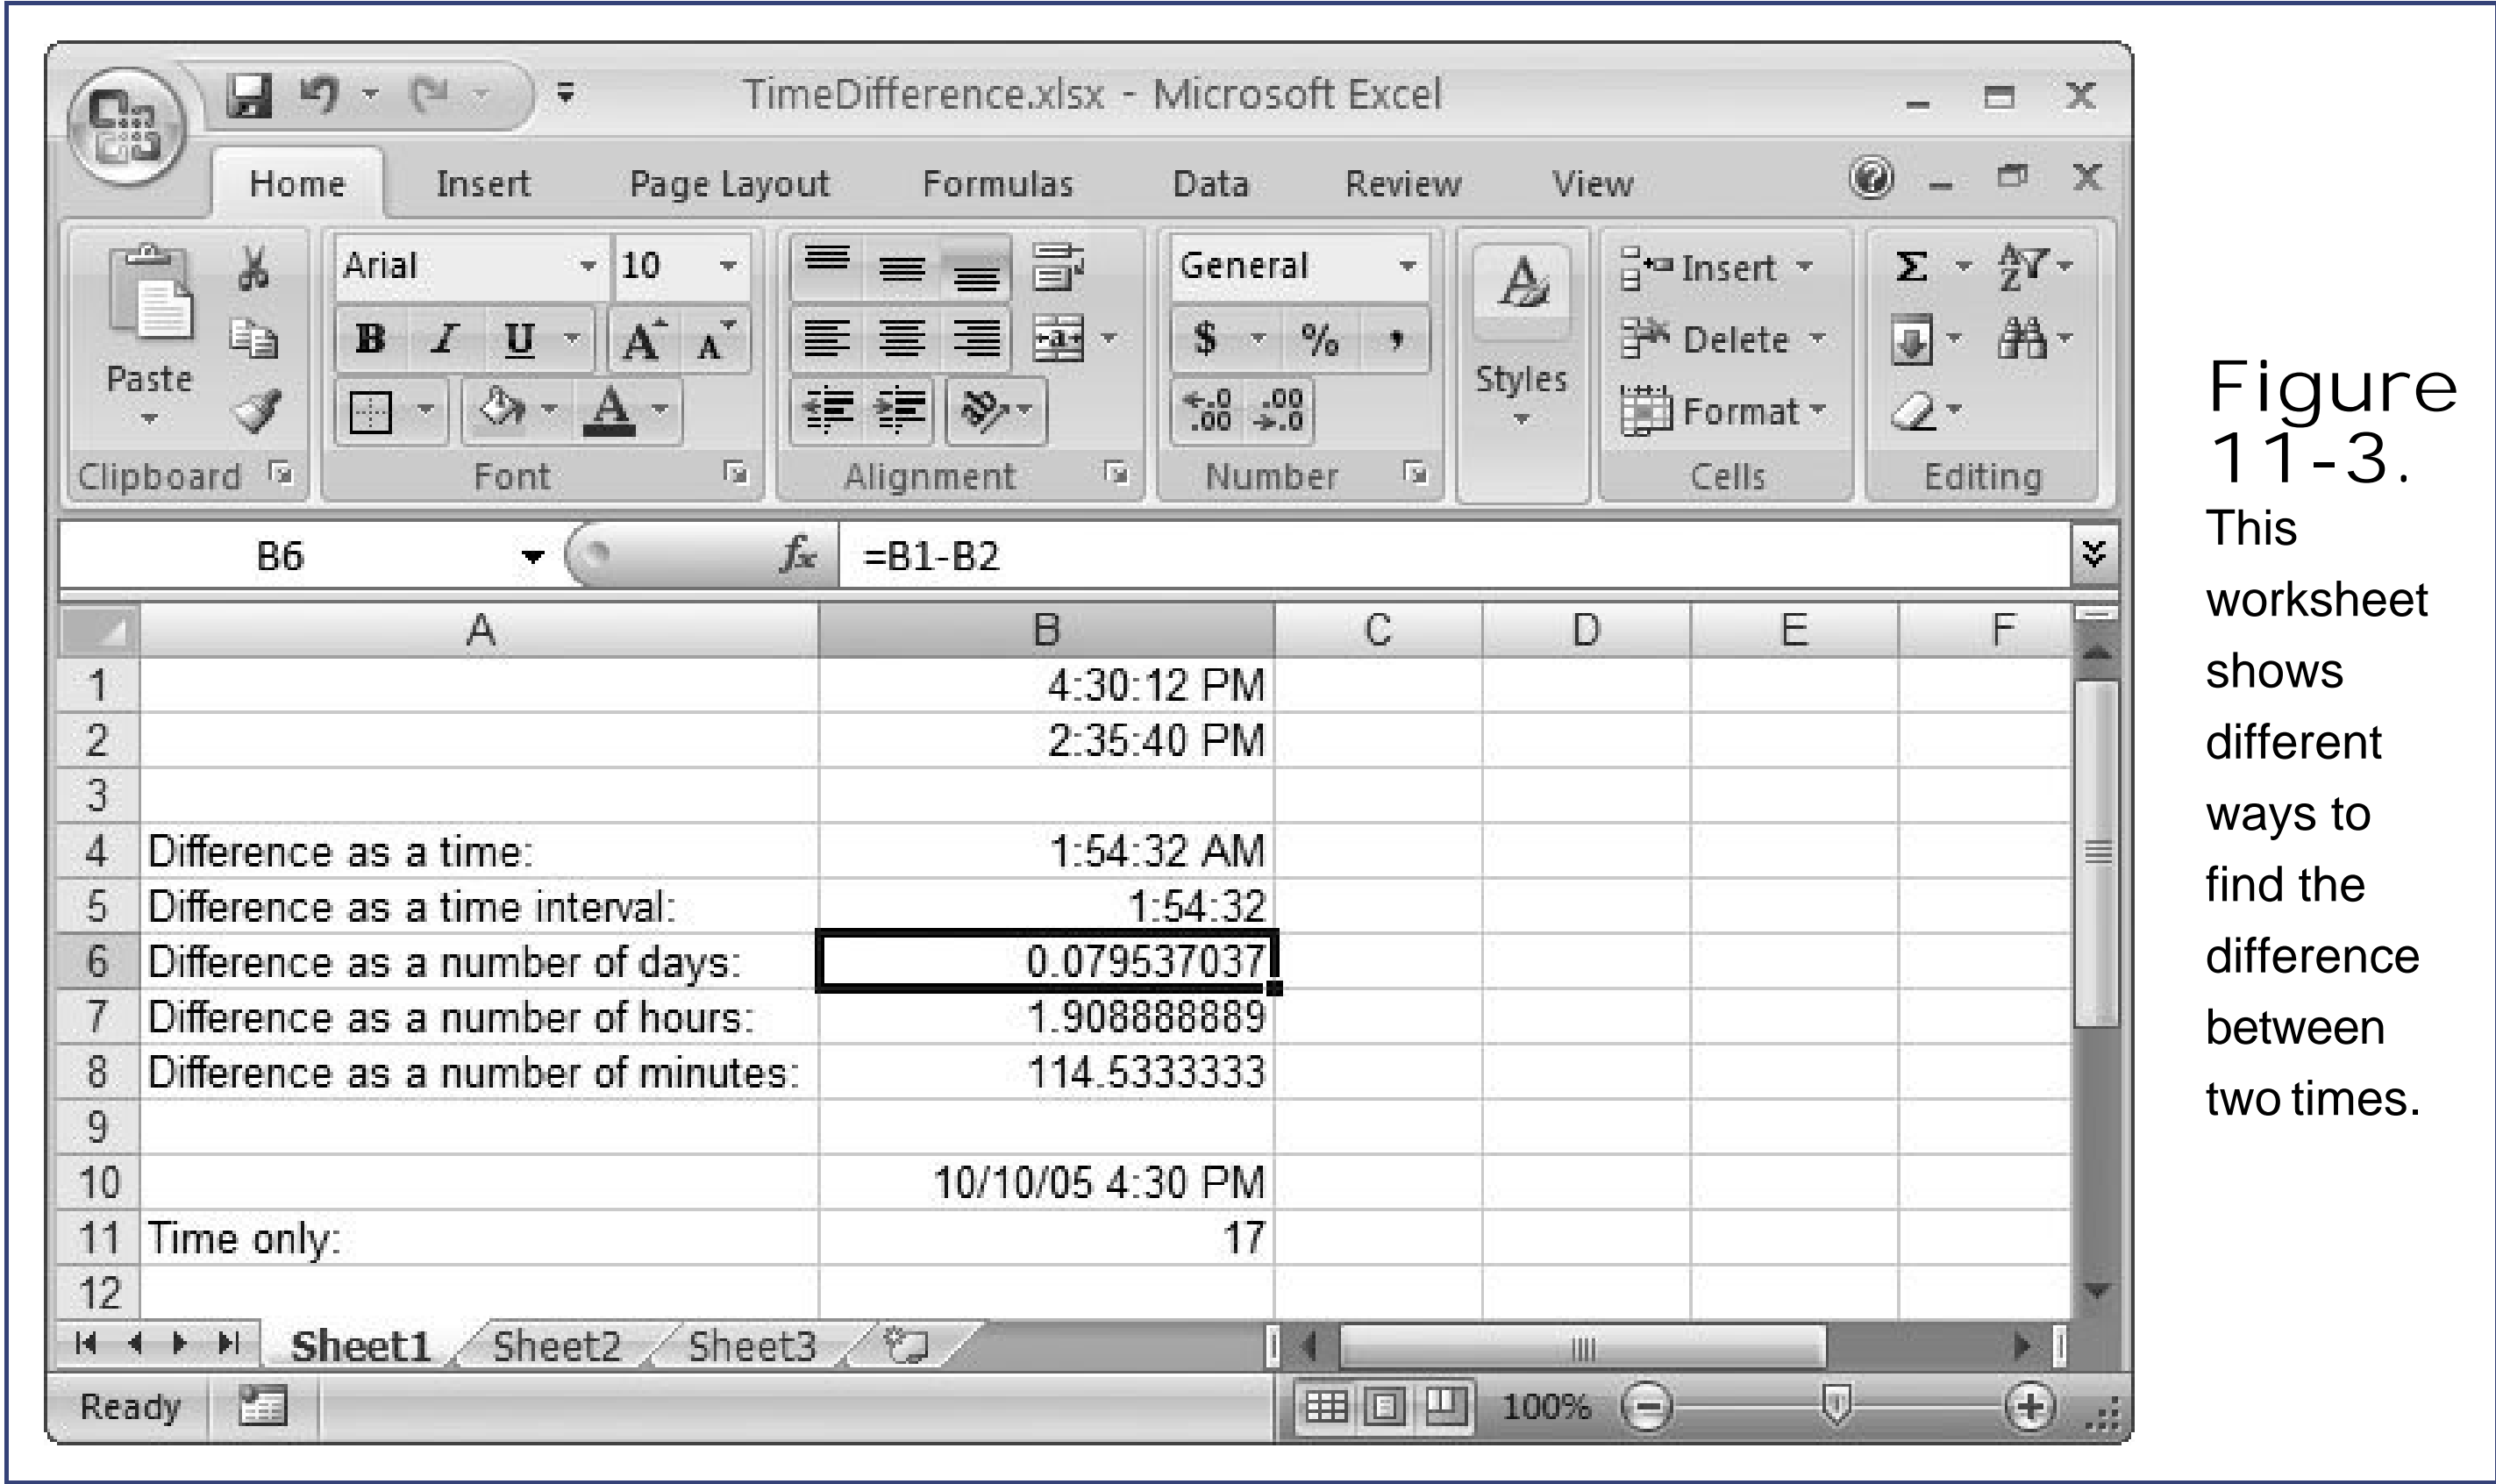 TimeDifference.xlsx - Microsoft Excel
Home Insert Page Layout Formulas Data Review View
Paste
Arial 10
B I U A A
A
General
$ % ,
.0 .00
.00 .0
Styles
Insert
Delete
Format
Σ
Clipboard Font Alignment Number Cells Editing
B6 fx =B1-B2
A B C D E F
1 4:30:12 PM
2 2:35:40 PM
3
4 Difference as a time: 1:54:32 AM
5 Difference as a time interval: 1:54:32
6 Difference as a number of days: 0.079537037
7 Difference as a number of hours: 1.908888889
8 Difference as a number of minutes: 114.5333333
9
10 10/10/05 4:30 PM
11 Time only: 17
12
Sheet1 Sheet2 Sheet3
Ready 100%
Figure
11-3.
This
worksheet
shows
different
ways to
find the
difference
between
two times.